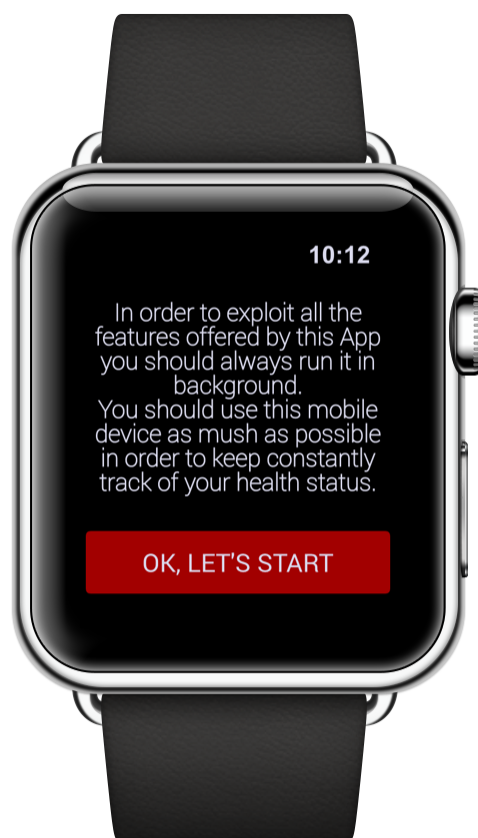 10:12
In order to exploit all the
features offered by this App
you should always run it in
background.
You should use this mobile
device as mush as possible
in order to keep constantly
track of your health status.
OK, LET'S START